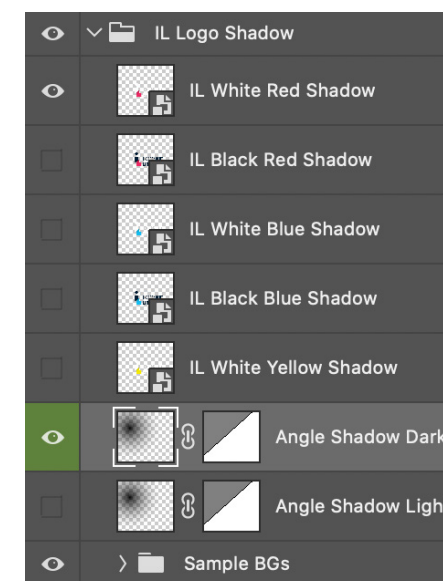 IL Logo Shadow
IL White Red Shadow
IL Black Red Shadow
IL White Blue Shadow
IL Black Blue Shadow
IL White Yellow Shadow
Angle Shadow Dark
Angle Shadow Ligh
Sample BGs